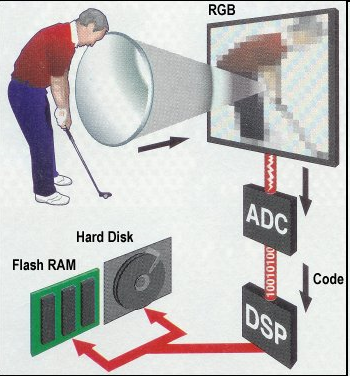 RGB
ADC
Hard Disk
Flash RAM
10010100
Code
DSP